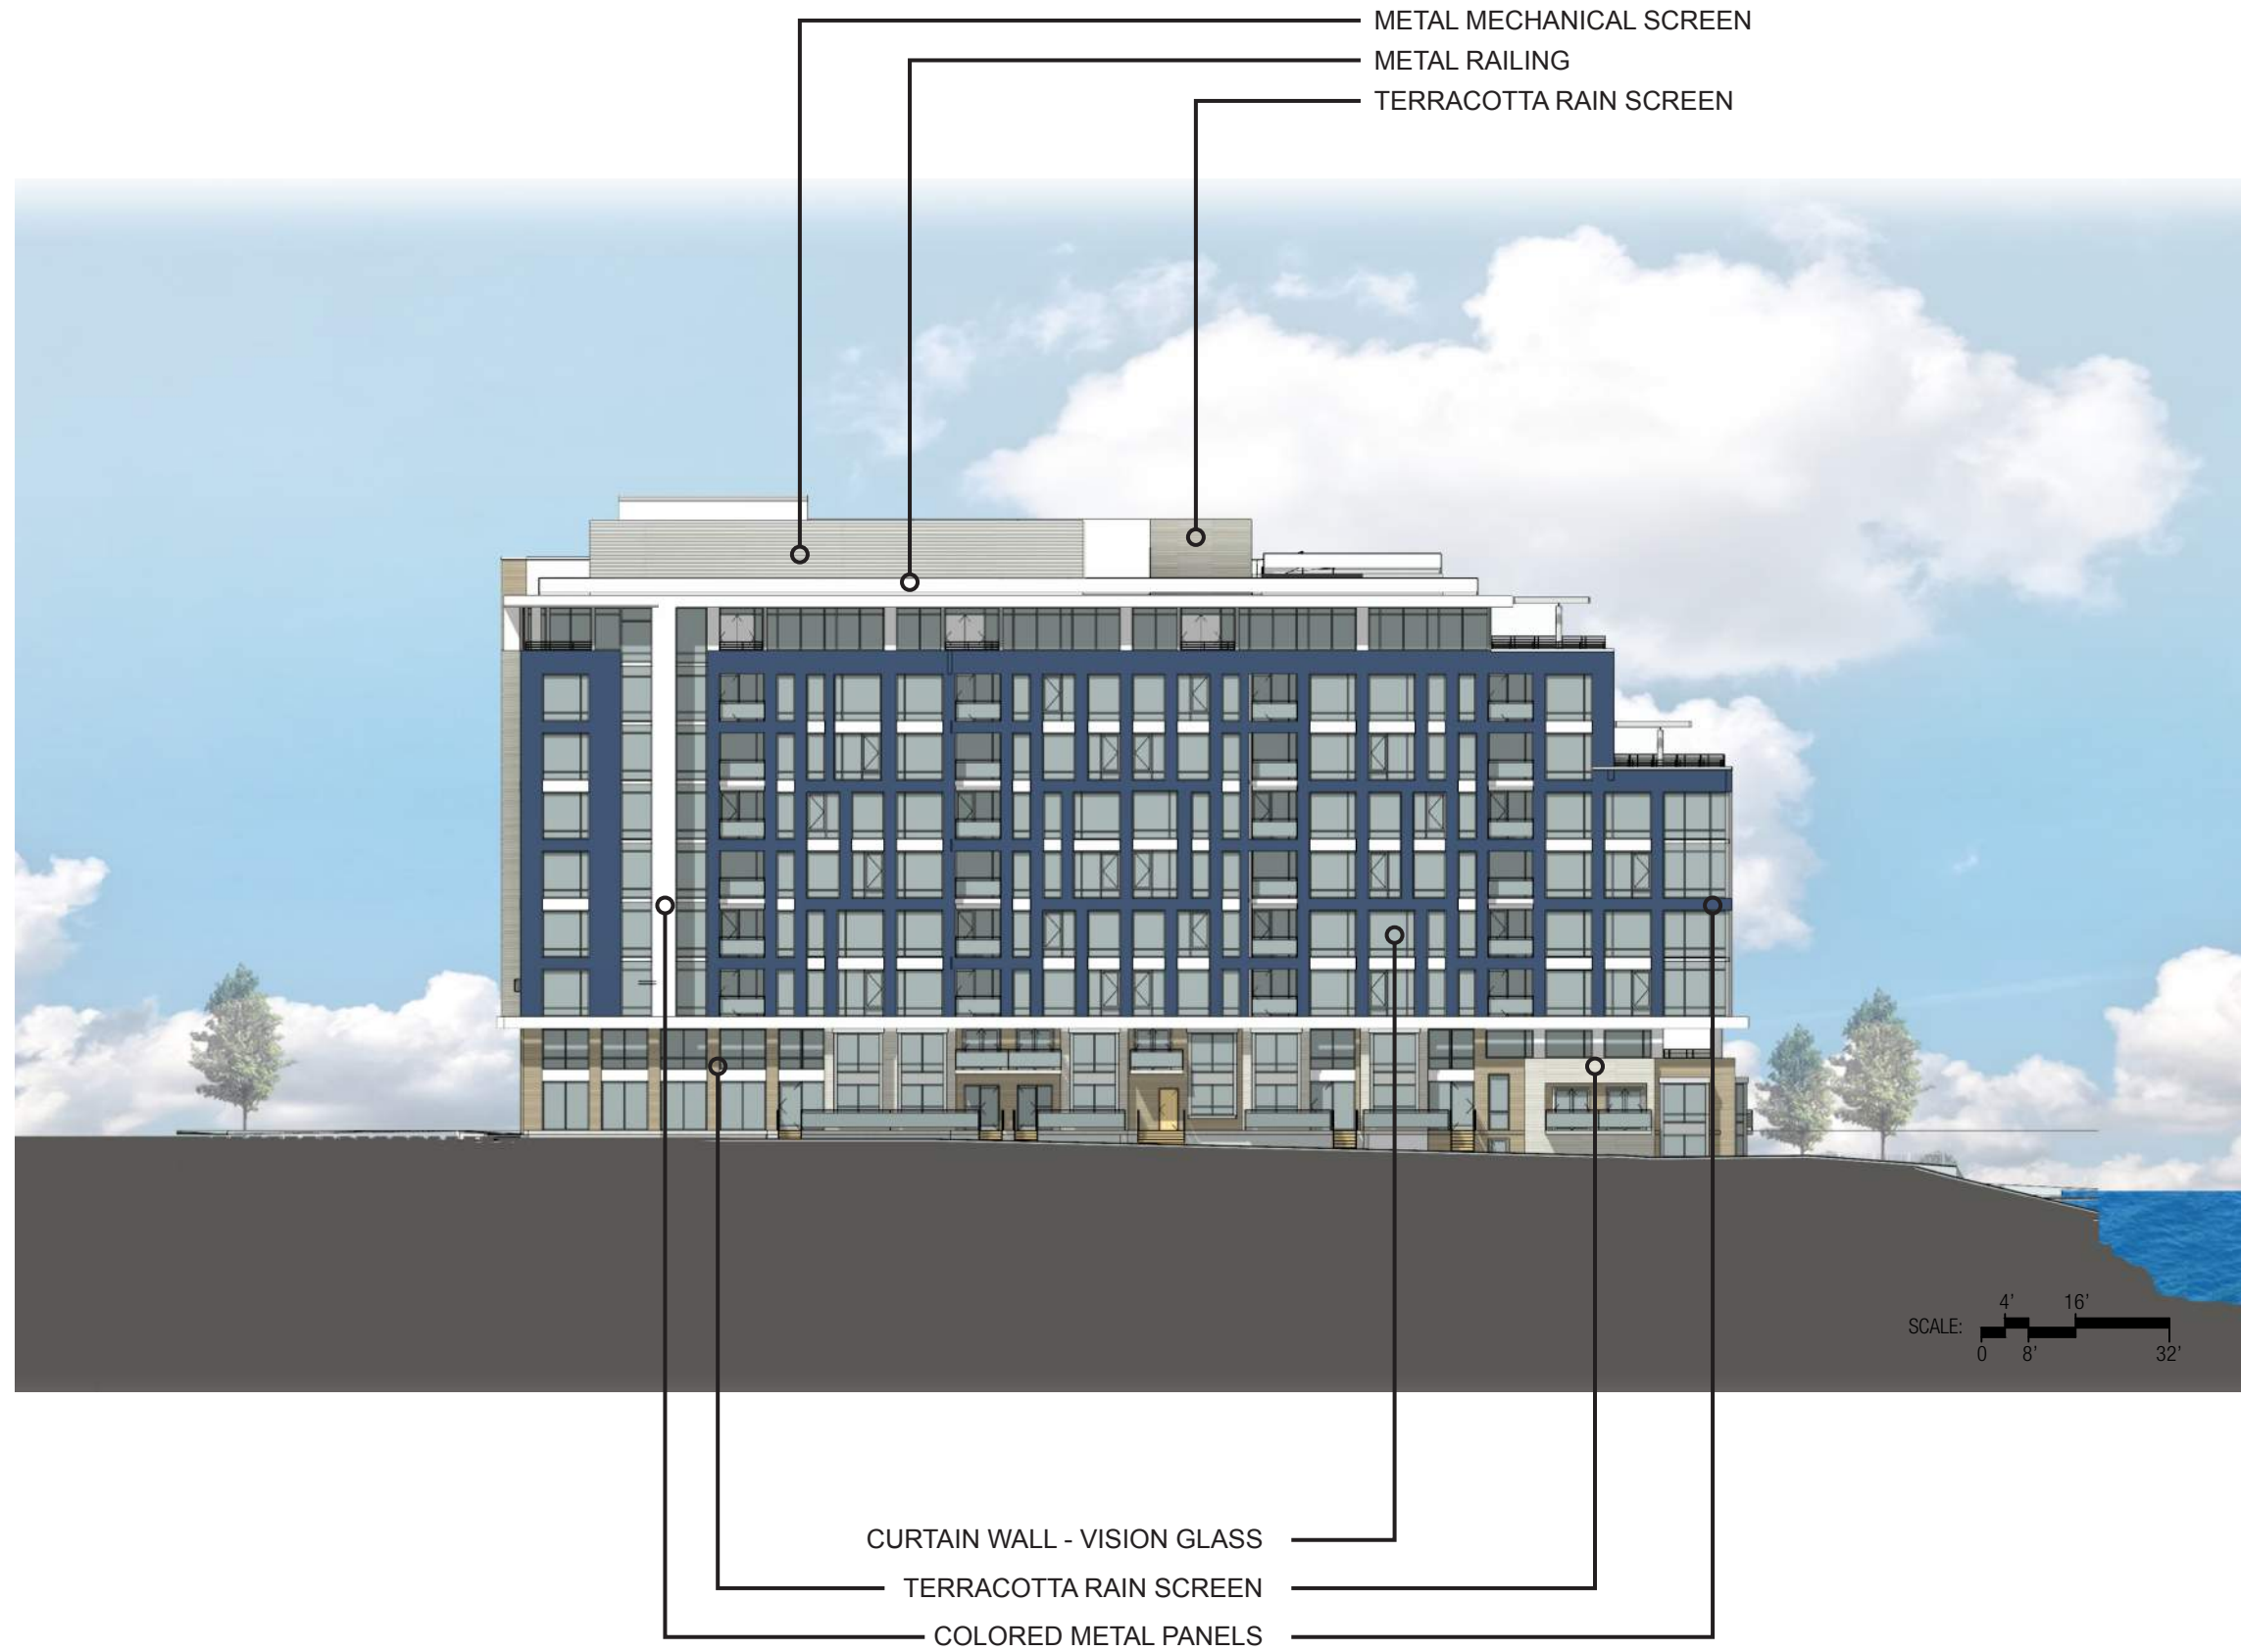 METAL MECHANICAL SCREEN
METAL RAILING
TERRACOTTA RAIN SCREEN
4' 16'
SCALE:
0 8' 32'
CURTAIN WALL - VISION GLASS
TERRACOTTA RAIN SCREEN
COLORED METAL PANELS